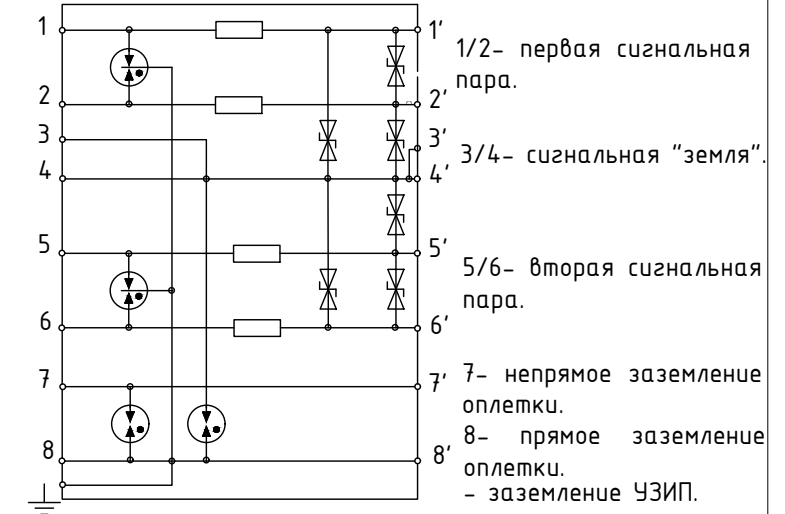 1 1'
1/2- первая сигнальная
пара.
2 2'
3 3'
3/4- сигнальная "земля".
4 4'
5 5'
5/6- вторая сигнальная
пара.
6 6'
7 7'
7- непрямое заземление
оплетки.
8- прямое заземление
8 8'
оплетки.
- заземление УЗИП.